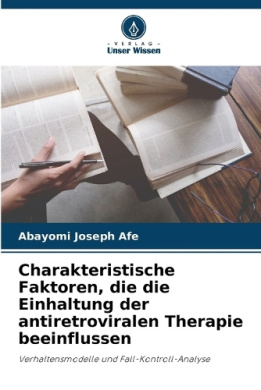 VERLAG
Unser Wissen
Abayomi Joseph Afe
Charakteristische
Faktoren, die die
Einhaltung der
antiretroviralen Therapie
beeinflussen
Verhaltensmodelle und Fall-Kontroll-Analyse